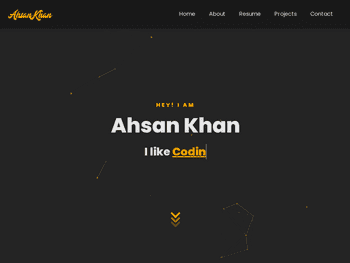 Ahsan Khan
Home About Resume Projects Contact
HEY! I AM
Ahsan Khan
I like Codin